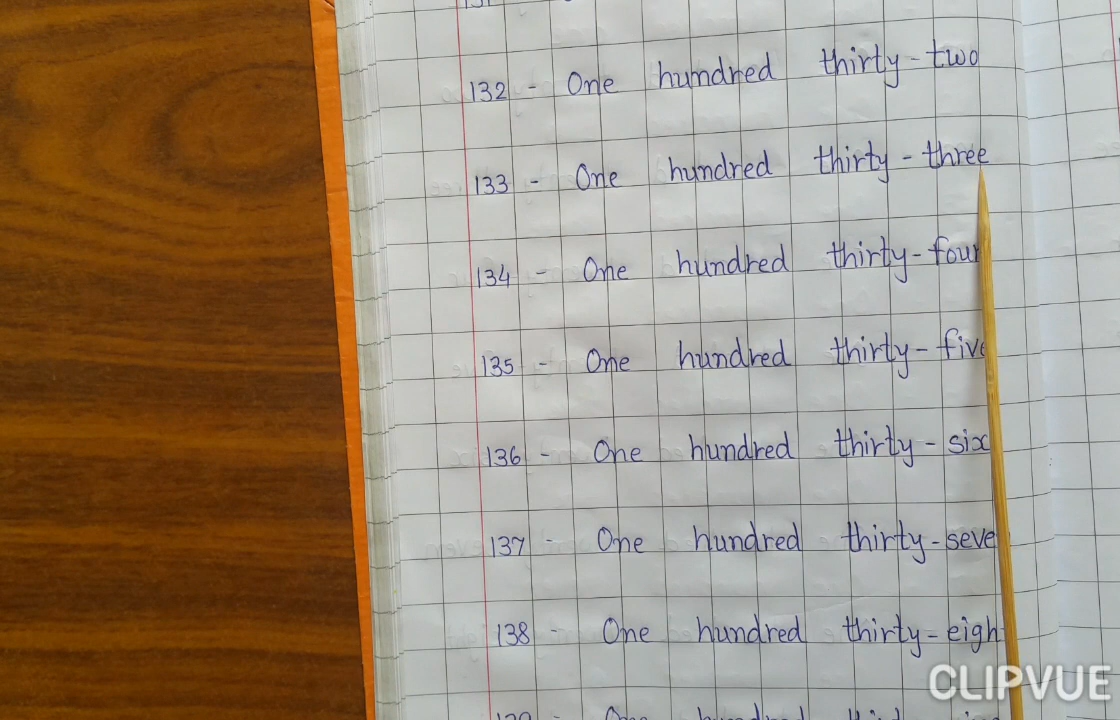 132 - One hundred thirty-two
133 - One hundred thirty-three
134 - One hundred thirty-four
135 - One hundred thirty-five
136 - One hundred thirty-six
137 - One hundred thirty-seve
138 - One hundred thirty-eigh
CLIPVUE